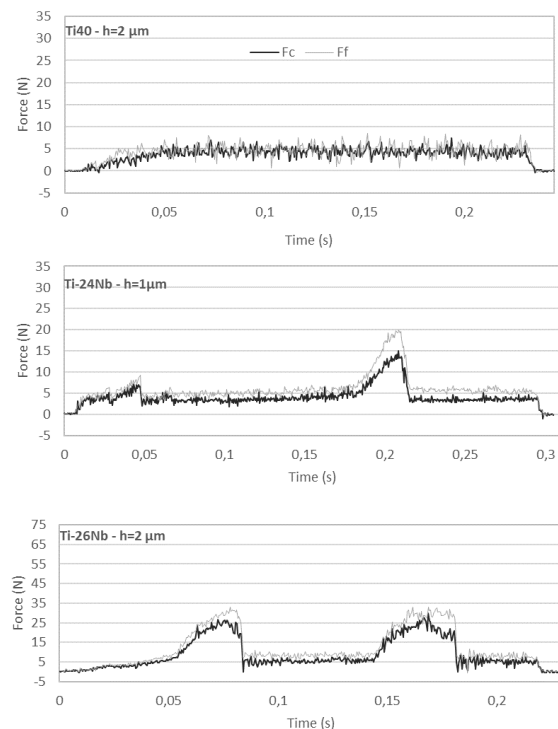 Ti40 - h=2 µm
Fc Ff
Force (N)
35
30
25
20
15
10
5
0
-5
0 0,05 0,1 0,15 0,2
Time (s)
Ti-24Nb - h=1µm
Force (N)
35
30
25
20
15
10
5
0
-5
0 0,05 0,1 0,15 0,2 0,25 0,3
Time (s)
Ti-26Nb - h=2 µm
Force (N)
75
65
55
45
35
25
15
5
-5
0 0,05 0,1 0,15 0,2
Time (s)